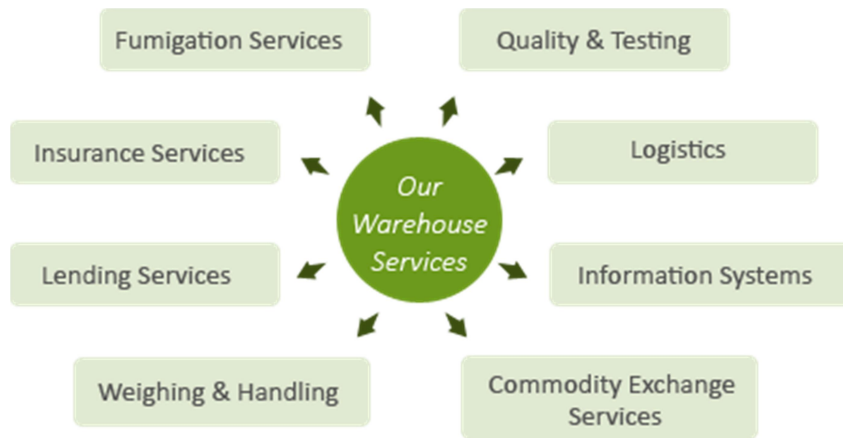 Fumigation Services
Quality & Testing
Insurance Services
Logistics
Our
Warehouse
Services
Lending Services
Information Systems
Weighing & Handling
Commodity Exchange
Services